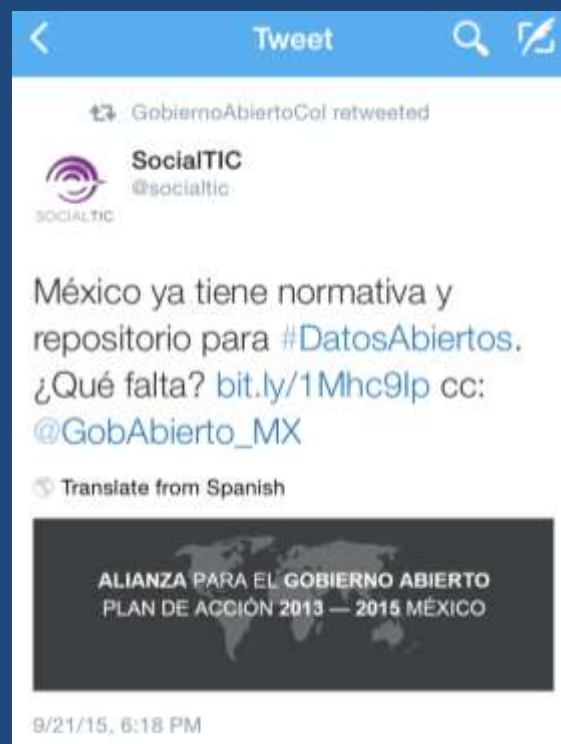 Tweet
GobiernoAbiertoCol retweeted
SocialTIC
@socialtic
SOCIALTIC
México ya tiene normativa y
repositorio para #DatosAbiertos.
¿Qué falta? bit.ly/1Mhc9Ip cc:
@GobAbierto_MX
Translate from Spanish
ALIANZA PARA EL GOBIERNO ABIERTO
PLAN DE ACCIÓN 2013 — 2015 MÉXICO
9/21/15, 6:18 PM